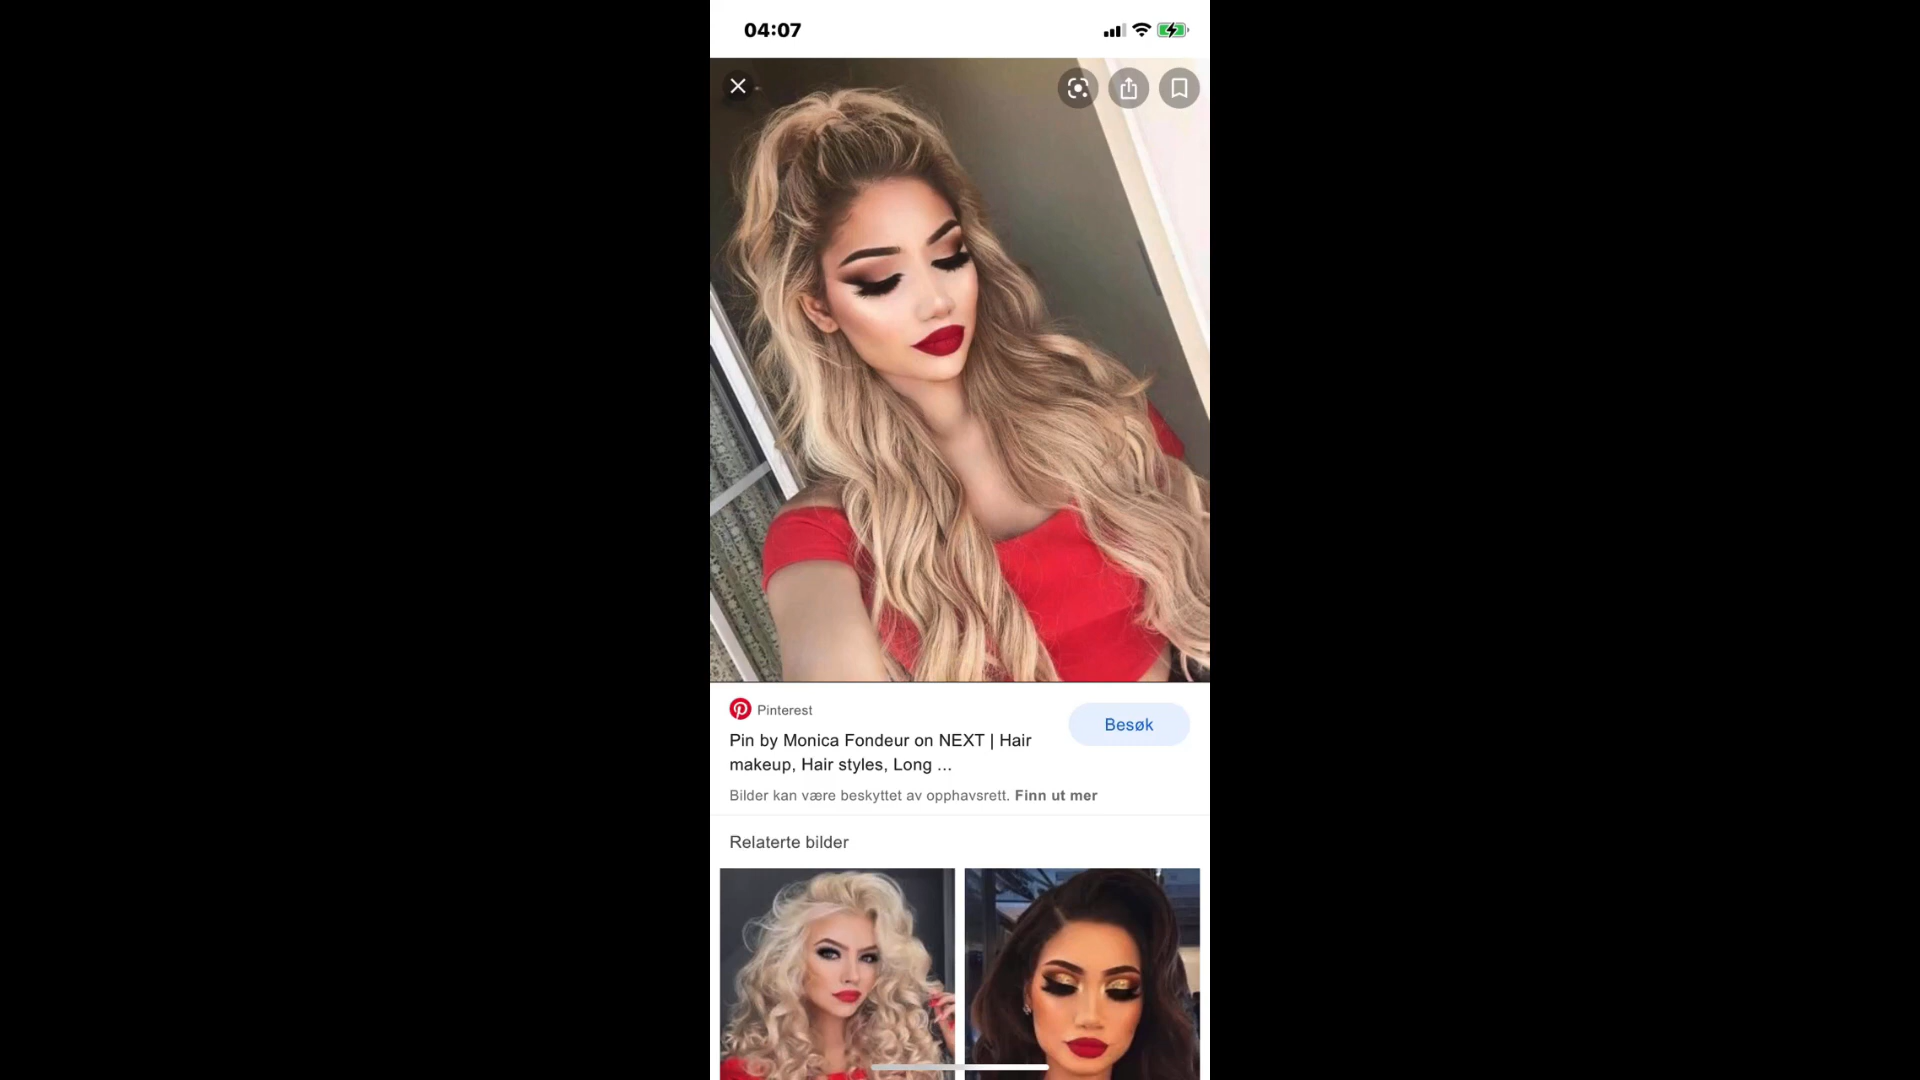 04:07
Pinterest
Pin by Monica Fondeur on NEXT | Hair
makeup, Hair styles, Long ...
Besøk
Bilder kan være beskyttet av opphavsrett. Finn ut mer
Relaterte bilder